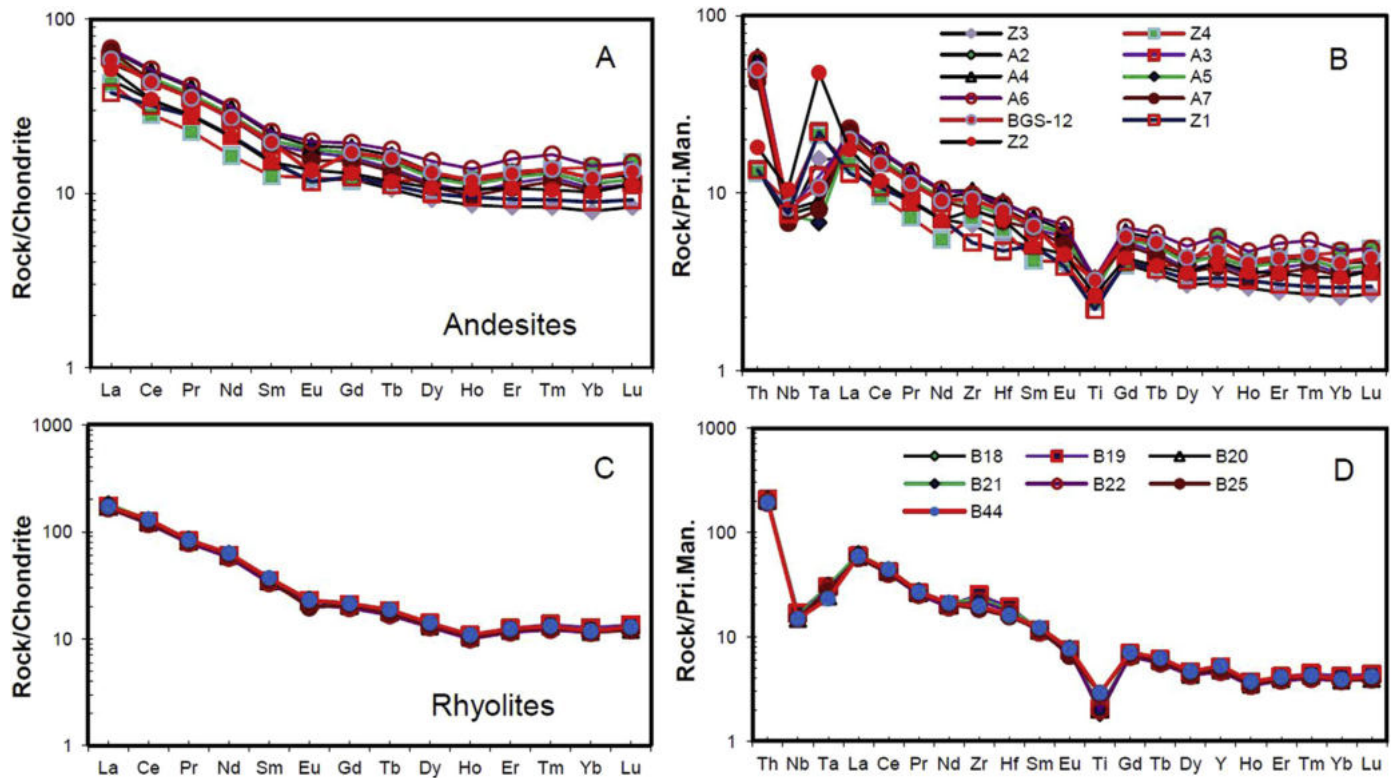 100
10
1
Rock/Chondrite
A
Andesites
La Ce Pr Nd Sm Eu Gd Tb Dy Ho Er Tm Yb Lu
100
10
1
Rock/Pri.Man.
B
Z3 Z4
A2 A3
A4 A5
A6 A7
BGS-12 Z1
Z2
Th Nb Ta La Ce Pr Nd Zr Hf Sm Eu Ti Gd Tb Dy Y Ho Er Tm Yb Lu
1000
100
10
1
Rock/Chondrite
C
Rhyolites
La Ce Pr Nd Sm Eu Gd Tb Dy Ho Er Tm Yb Lu
1000
100
10
1
Rock/Pri.Man.
D
B18 B19 B20
B21 B22 B25
B44
Th Nb Ta La Ce Pr Nd Zr Hf Sm Eu Ti Gd Tb Dy Y Ho Er Tm Yb Lu